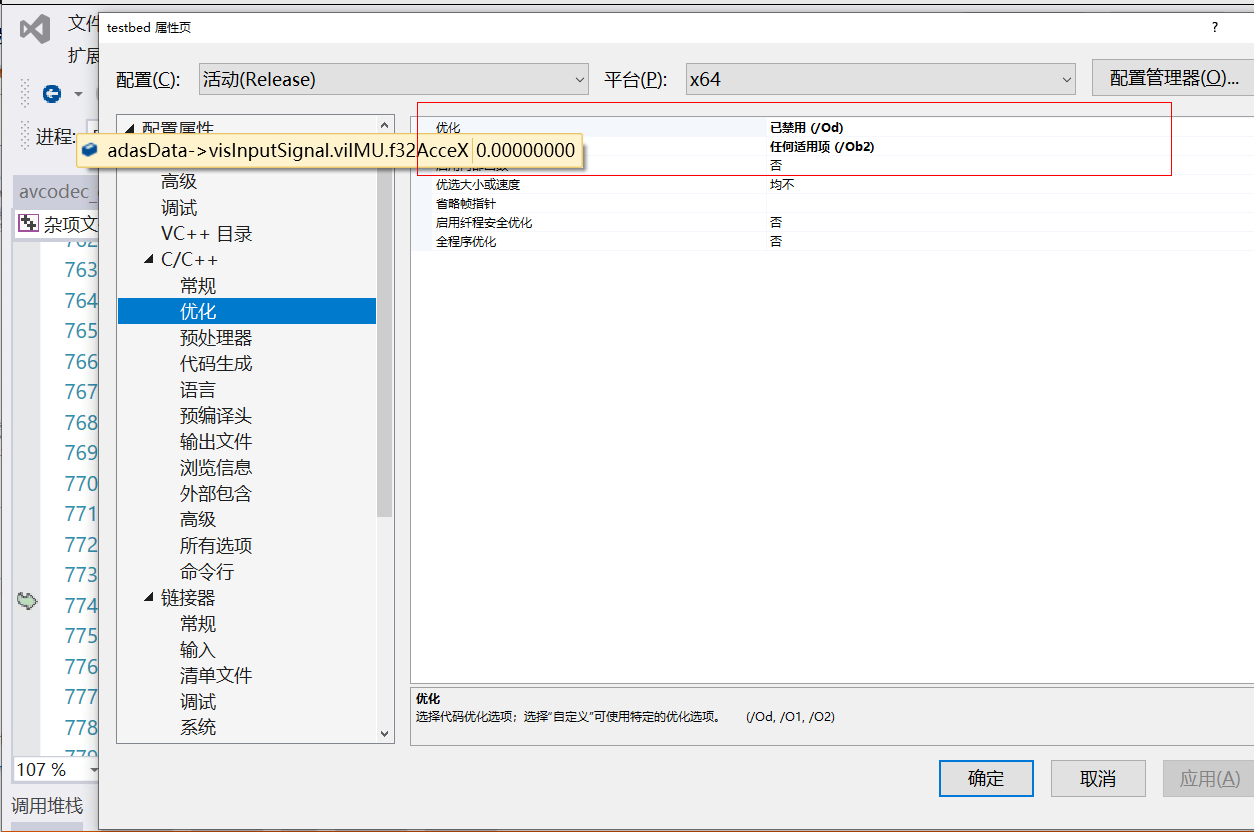 文件
testbed 属性页
?
扩展
配置(C):
活动(Release)
平台(P):
x64
配置管理器(O)...
进程:
配置属性
adasData->visInputSignal.viIMU.f32AcceX 0.00000000
高级
调试
VC++ 目录
C/C++
常规
优化
预处理器
代码生成
语言
预编译头
输出文件
浏览信息
外部包含
高级
所有选项
命令行
链接器
常规
输入
清单文件
调试
系统
优化 已禁用 (/Od)
任何适用项 (/Ob2)
否
优选大小或速度 均不
省略帧指针
启用纤程安全优化 否
全程序优化 否
avcodec_
杂项文
762
763
764
765
766
767
768
769
770
771
772
773
774
775
776
777
778
779
107 %
调用堆栈
优化
选择代码优化选项；选择“自定义”可使用特定的优化选项。 (/Od, /O1, /O2)
确定
取消
应用(A)